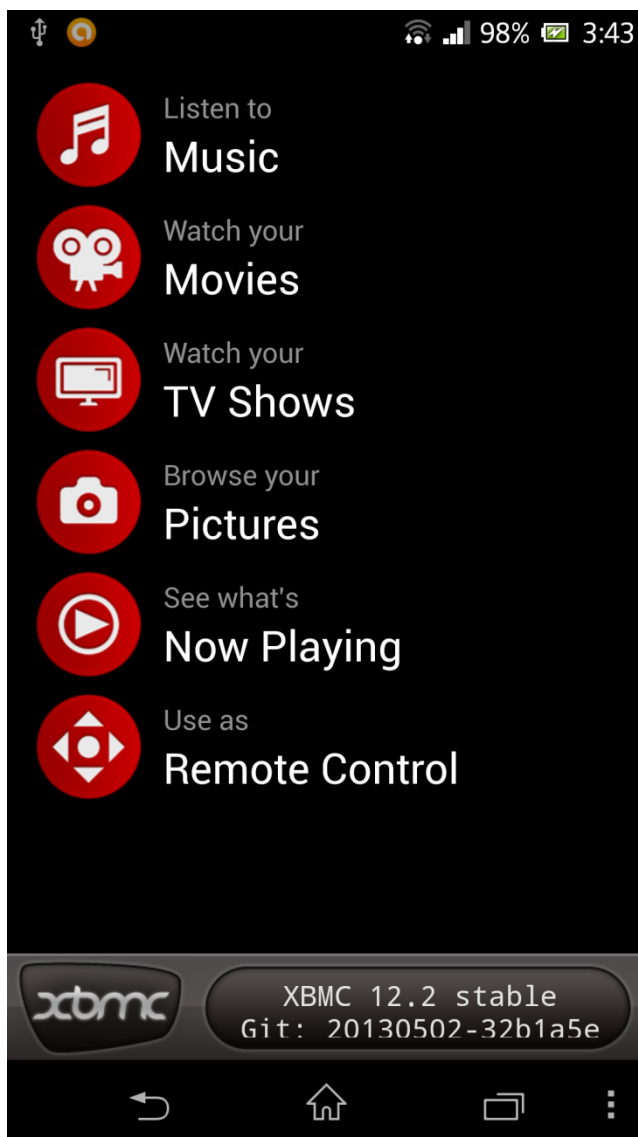 98% 3:43
Listen to
Music
Watch your
Movies
Watch your
TV Shows
Browse your
Pictures
See what's
Now Playing
Use as
Remote Control
xbmc
XBMC 12.2 stable
Git: 20130502-32b1a5e